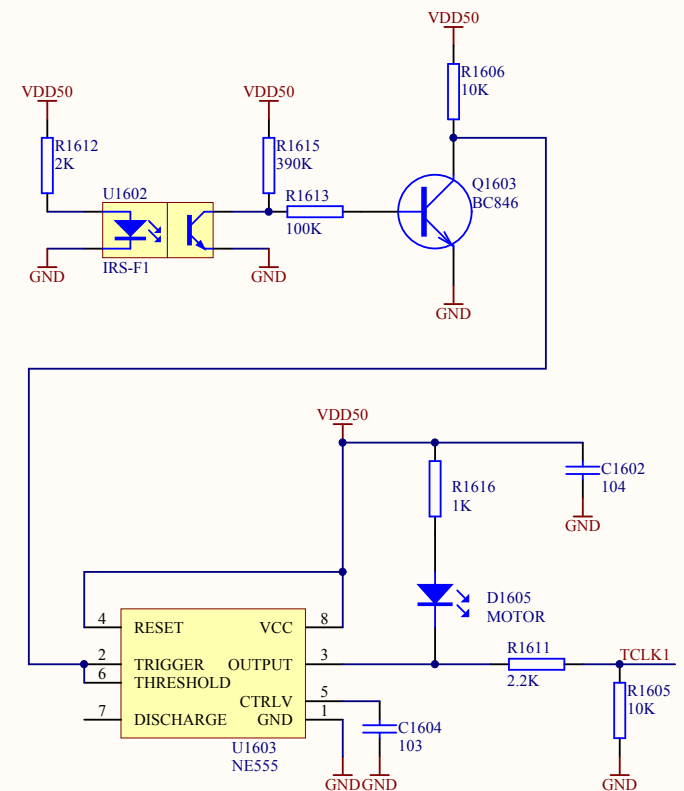 VDD50
R1606
10K
VDD50
VDD50
R1612
2K
R1615
390K
U1602
R1613
100K
Q1603
BC846
IRS-F1
GND
GND
GND
VDD50
R1616
1K
C1602
104
GND
D1605
MOTOR
4
RESET
VCC
8
2
TRIGGER
OUTPUT
3
6
THRESHOLD
CTRLV
5
7
DISCHARGE
GND
1
U1603
NE555
C1604
103
GND
GND
R1611
2.2K
TCLK1
R1605
10K
GND